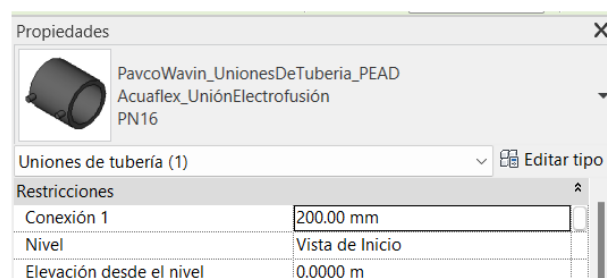 Propiedades
PavcoWavin_UnionesDeTuberia_PEAD
Acuaflex_UniónElectrofusión
PN16
Uniones de tubería (1)
Editar tipo
Restricciones
Conexión 1 200.00 mm
Nivel Vista de Inicio
Elevación desde el nivel 0.0000 m